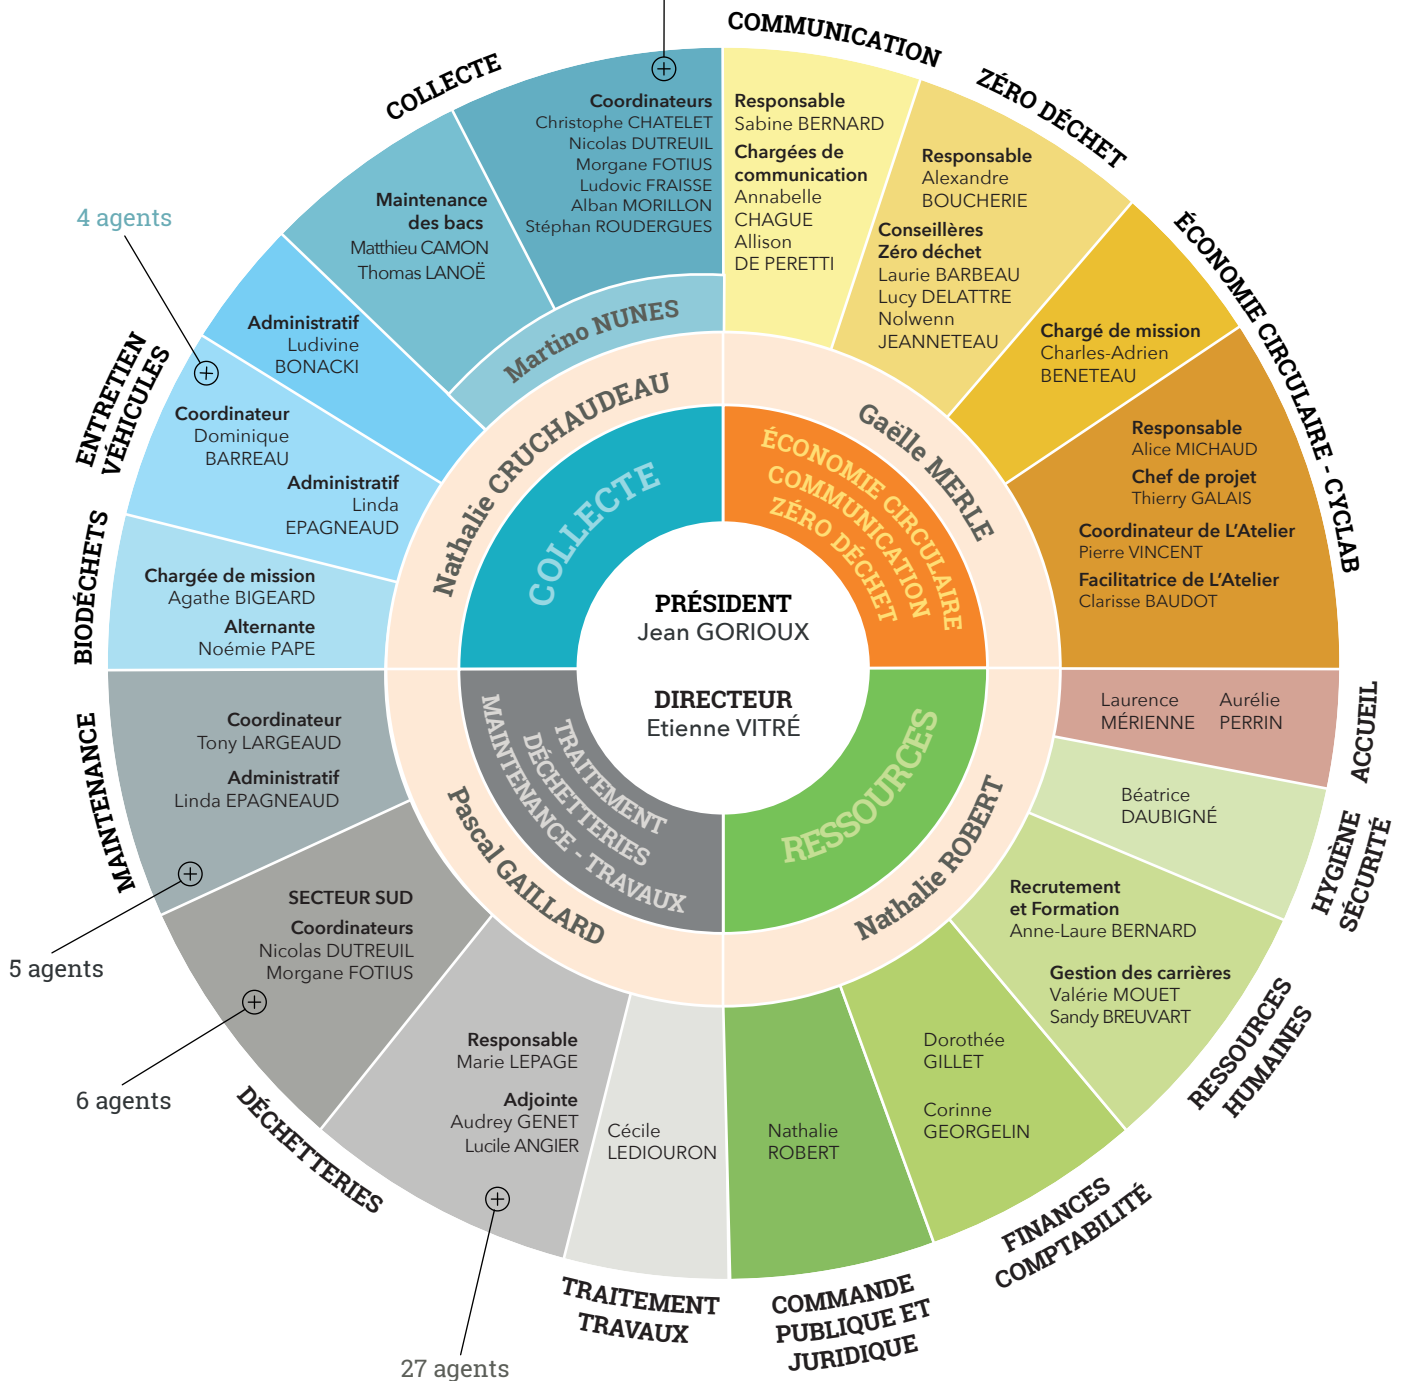 PRÉSIDENT
Jean GORIOUX
DIRECTEUR
Etienne VITRÉ
COLLECTE
ÉCONOMIE CIRCULAIRE
COMMUNICATION
ZÉRO DÉCHET
RESSOURCES
TRAITEMENT
DÉCHETTERIES
MAINTENANCE - TRAVAUX
Nathalie CRUCHAUDEAU
Martino NUNES
Gaëlle MERLE
Nathalie ROBERT
Pascal GAILLARD
COMMUNICATION
Responsable
Sabine BERNARD
Chargées de
communication
Annabelle
CHAGUE
Allison
DE PERETTI
ZÉRO DÉCHET
Responsable
Alexandre
BOUCHERIE
Conseillères
Zéro déchet
Laurie BARBEAU
Lucy DELATTRE
Nolwenn
JEANNETEAU
ÉCONOMIE CIRCULAIRE - CYCLAB
Chargé de mission
Charles-Adrien
BENETEAU
Responsable
Alice MICHAUD
Chef de projet
Thierry GALAIS
Coordinateur de L'Atelier
Pierre VINCENT
Facilitatrice de L'Atelier
Clarisse BAUDOT
ACCUEIL
Laurence
MÉRIENNE
Aurélie
PERRIN
HYGIÈNE
SÉCURITÉ
Béatrice
DAUBIGNÉ
RESSOURCES
HUMAINES
Recrutement
et Formation
Anne-Laure BERNARD
Gestion des carrières
Valérie MOUET
Sandy BREUVART
FINANCES
COMPTABILITÉ
Dorothée
GILLET
Corinne
GEORGELIN
COMMANDE
PUBLIQUE ET
JURIDIQUE
Nathalie
ROBERT
TRAITEMENT
TRAVAUX
Cécile
LEDIOURON
DÉCHETTERIES
Responsable
Marie LEPAGE
Adjointe
Audrey GENET
Lucile ANGIER
27 agents
SECTEUR SUD
Coordinateurs
Nicolas DUTREUIL
Morgane FOTIUS
6 agents
MAINTENANCE
Coordinateur
Tony LARGEAUD
Administratif
Linda EPAGNEAUD
5 agents
BIODÉCHETS
Chargée de mission
Agathe BIGEARD
Alternante
Noémie PAPE
ENTRETIEN
VÉHICULES
Coordinateur
Dominique
BARREAU
Administratif
Linda
EPAGNEAUD
4 agents
Administratif
Ludivine
BONACKI
COLLECTE
Maintenance
des bacs
Matthieu CAMON
Thomas LANOË
Coordinateurs
Christophe CHATELET
Nicolas DUTREUIL
Morgane FOTIUS
Ludovic FRAISSE
Alban MORILLON
Stéphan ROUDERGUES